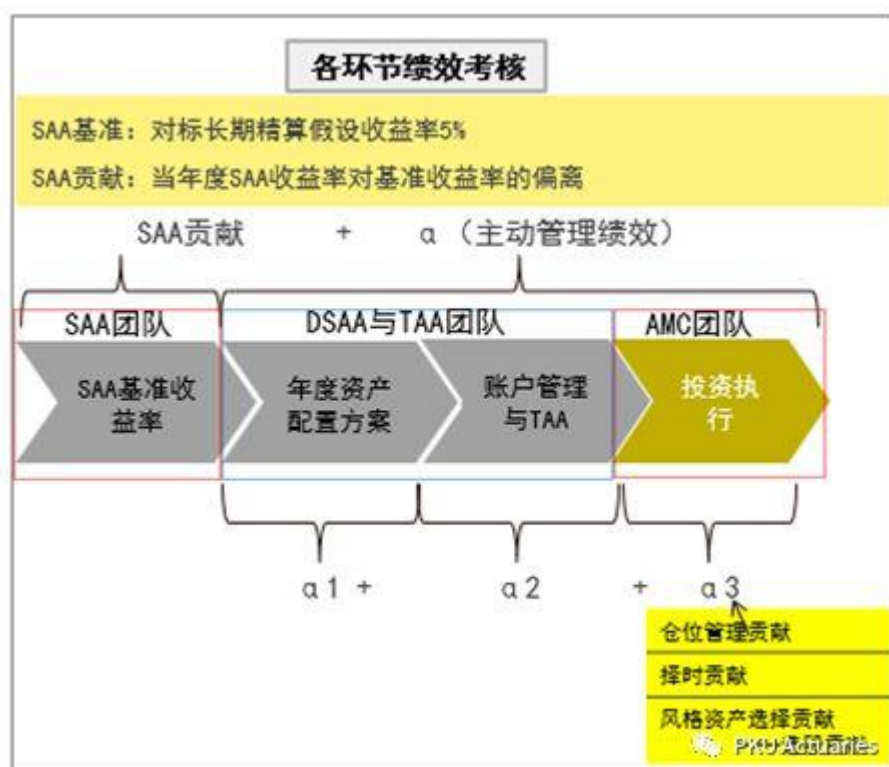 各环节绩效考核
SAA基准：对标长期精算假设收益率5%
SAA贡献：当年度SAA收益率对基准收益率的偏离
SAA贡献 + α（主动管理绩效）
SAA团队 DSAA与TAA团队 AMC团队
SAA基准收
益率
年度资产
配置方案
账户管理
与TAA
投资执
行
α1 + α2 + α3
仓位管理贡献
择时贡献
风格资产选择贡献
PKU Actuaries